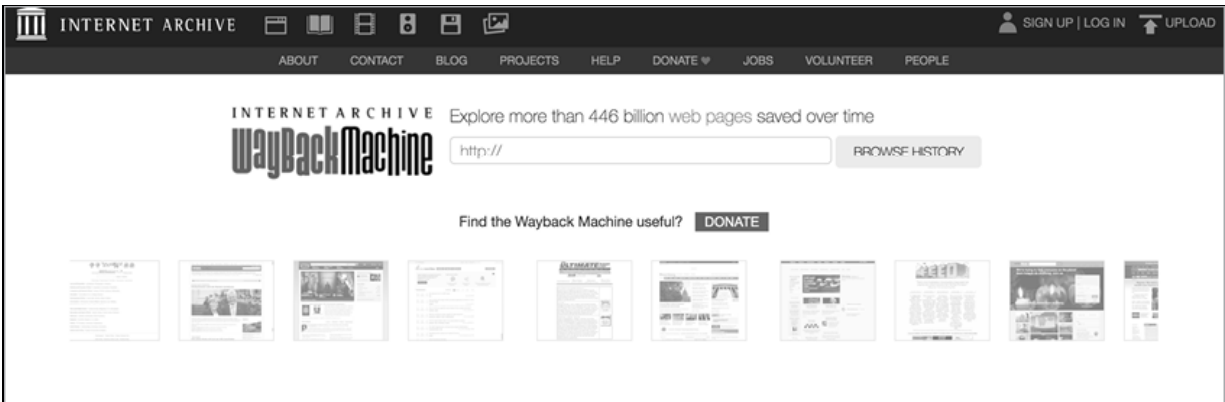 INTERNET ARCHIVE
SIGN UP | LOG IN UPLOAD
ABOUT CONTACT BLOG PROJECTS HELP DONATE JOBS VOLUNTEER PEOPLE
INTERNET ARCHIVE
WayBackMachine
Explore more than 446 billion web pages saved over time
http://
BROWSE HISTORY
Find the Wayback Machine useful? DONATE
ULTIMATE